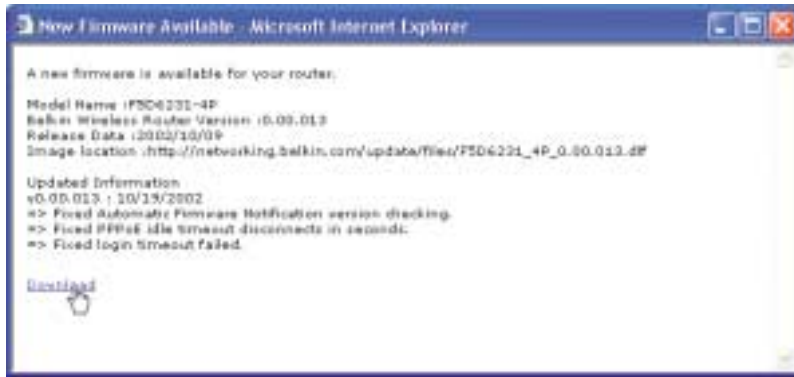 New Firmware Available - Microsoft Internet Explorer
A new firmware is available for your router.
Model Name :F5D6231-4P
Belkin Wireless Router Version :0.00.013
Release Data :2002/10/09
Image location :http://networking.belkin.com/update/files/F5D6231_4P_0.00.013.dlf
Updated Information
v0.00.013 : 10/19/2002
=> Fixed Automatic Firmware Notification version checking.
=> Fixed PPPoE idle timeout disconnects in seconds.
=> Fixed login timeout failed.
Download